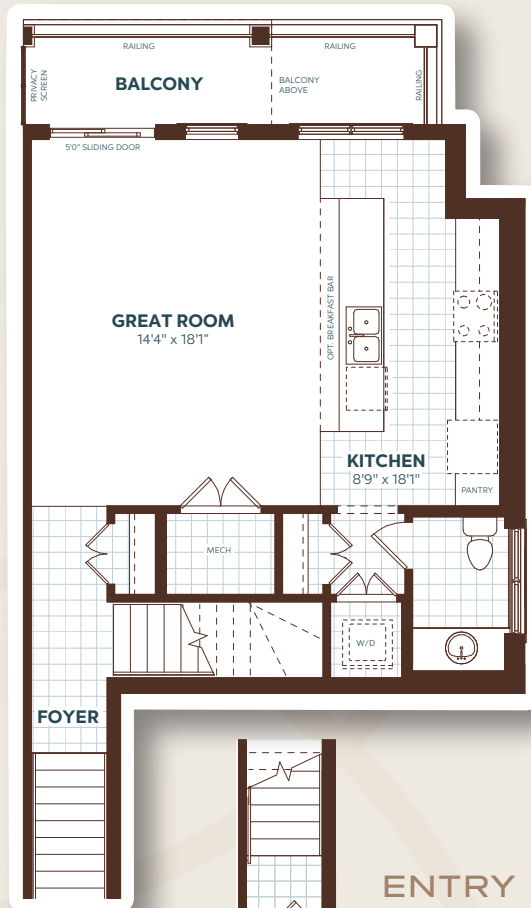 RAILING
RAILING
PRIVACY
SCREEN
BALCONY
BALCONY
ABOVE
RAILING
5'0" SLIDING DOOR
OPT. BREAKFAST BAR
GREAT ROOM
14'4" x 18'1"
KITCHEN
8'9" x 18'1"
PANTRY
MECH
W/D
FOYER
ENTRY